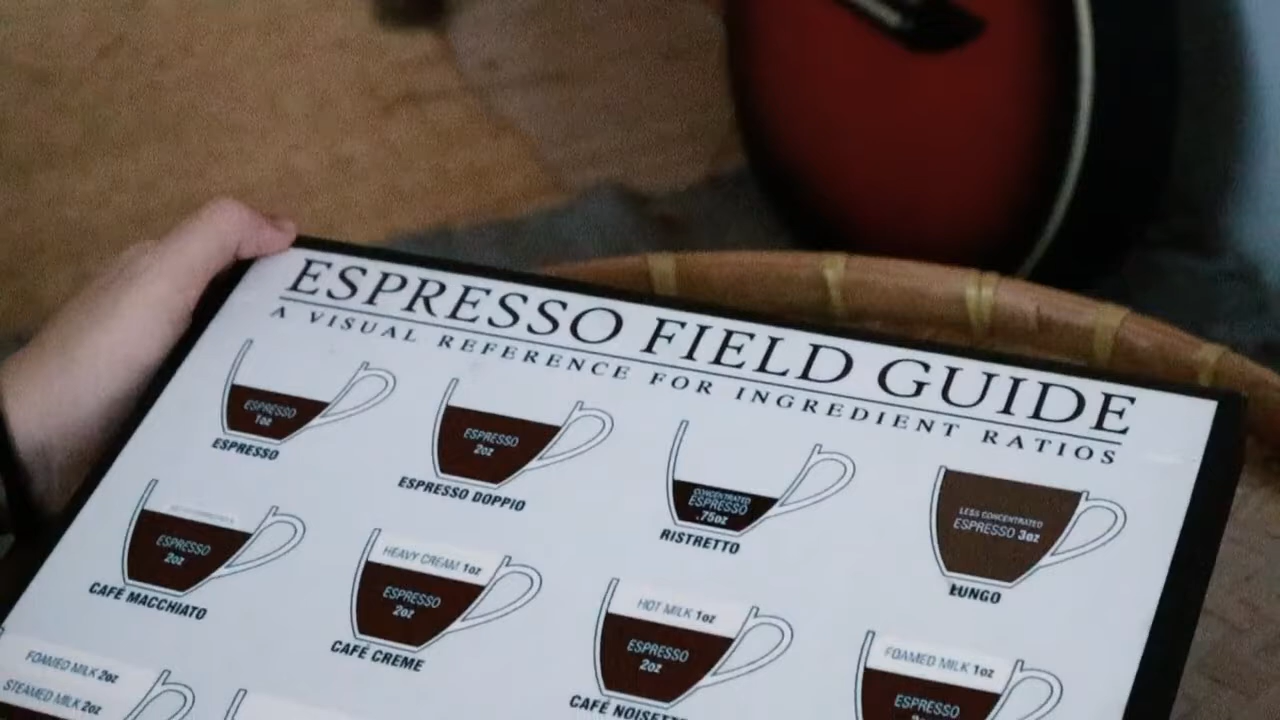 ESPRESSO FIELD GUIDE
A VISUAL REFERENCE FOR INGREDIENT RATIOS
ESPRESSO
1oz
ESPRESSO
ESPRESSO
2oz
ESPRESSO DOPPIO
CONCENTRATED
ESPRESSO
.75oz
RISTRETTO
LESS CONCENTRATED
ESPRESSO 3oz
LUNGO
ESPRESSO
2oz
CAFÉ MACCHIATO
HEAVY CREAM 1oz
ESPRESSO
2oz
CAFÉ CREME
HOT MILK 1oz
ESPRESSO
2oz
CAFÉ NOISETT
FOAMED MILK 1oz
ESPRESSO
FOAMED MILK 2oz
STEAMED MILK 2oz